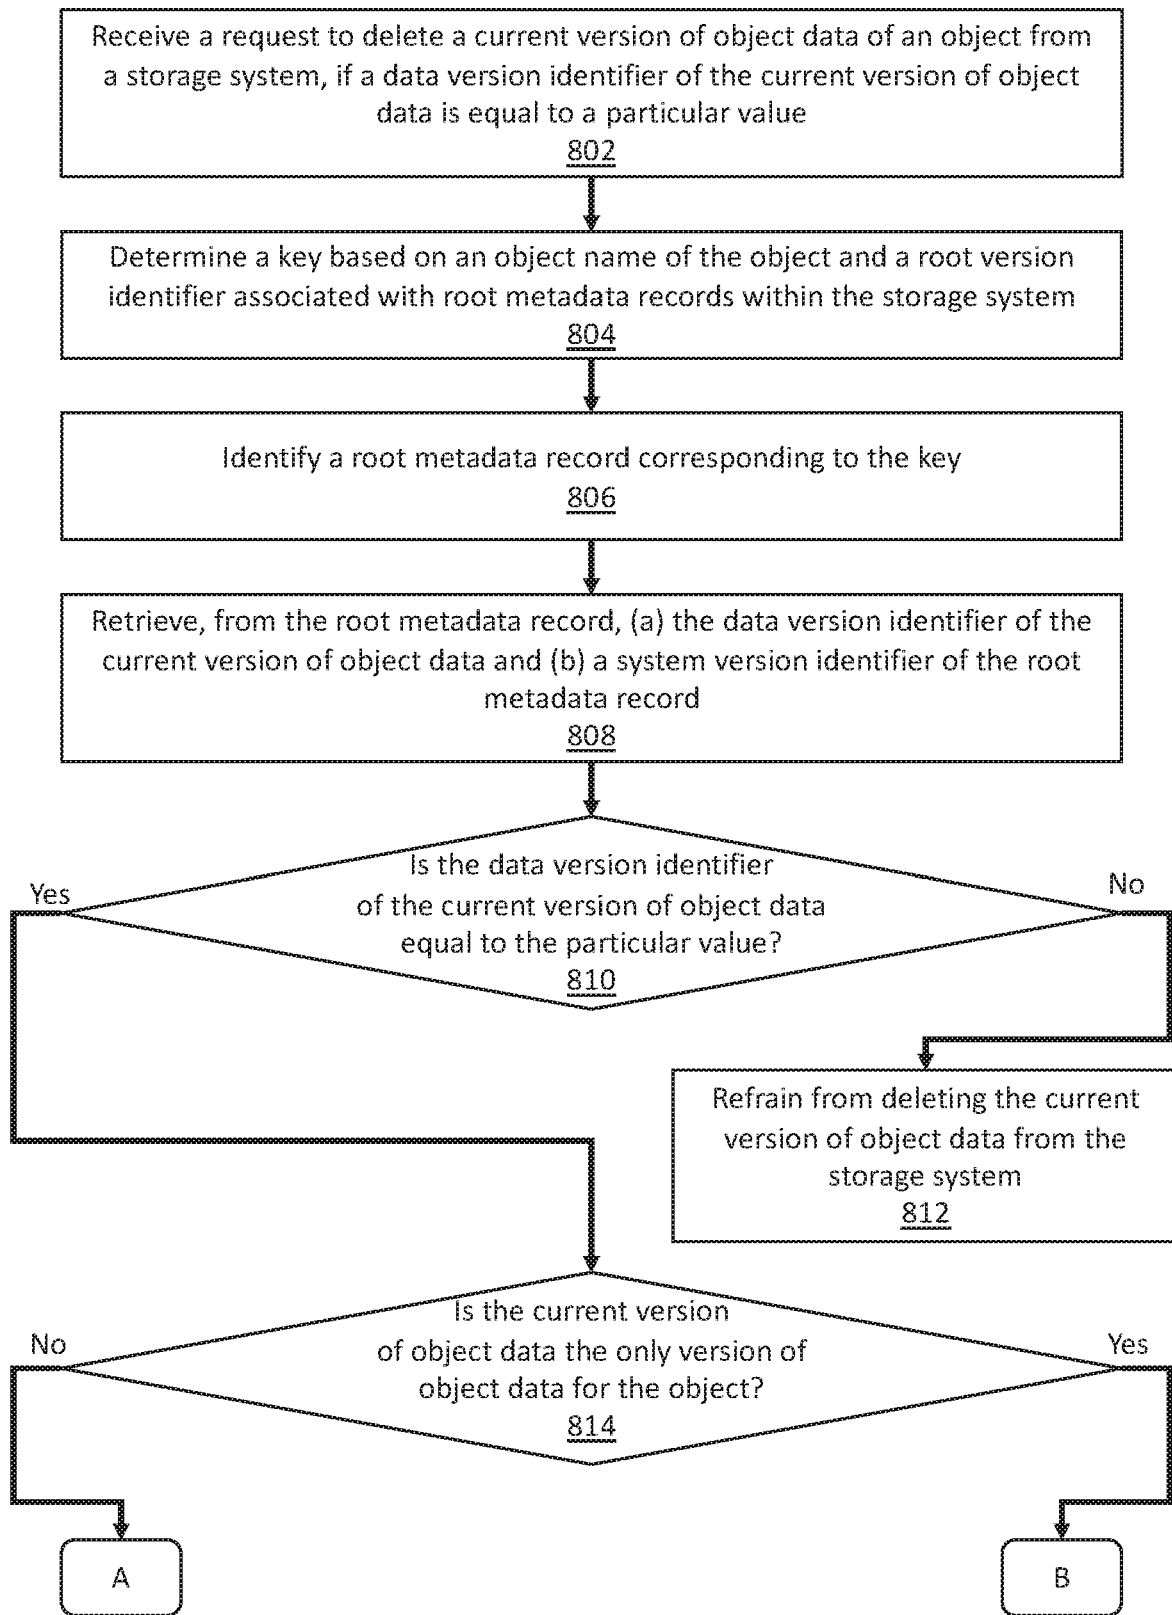 Receive a request to delete a current version of object data of an object from
a storage system, if a data version identifier of the current version of object
data is equal to a particular value
802
Determine a key based on an object name of the object and a root version
identifier associated with root metadata records within the storage system
804
Identify a root metadata record corresponding to the key
806
Retrieve, from the root metadata record, (a) the data version identifier of the
current version of object data and (b) a system version identifier of the root
metadata record
808
Is the data version identifier
of the current version of object data
equal to the particular value?
810
Yes
No
Refrain from deleting the current
version of object data from the
storage system
812
Is the current version
of object data the only version of
object data for the object?
814
No
Yes
A
B